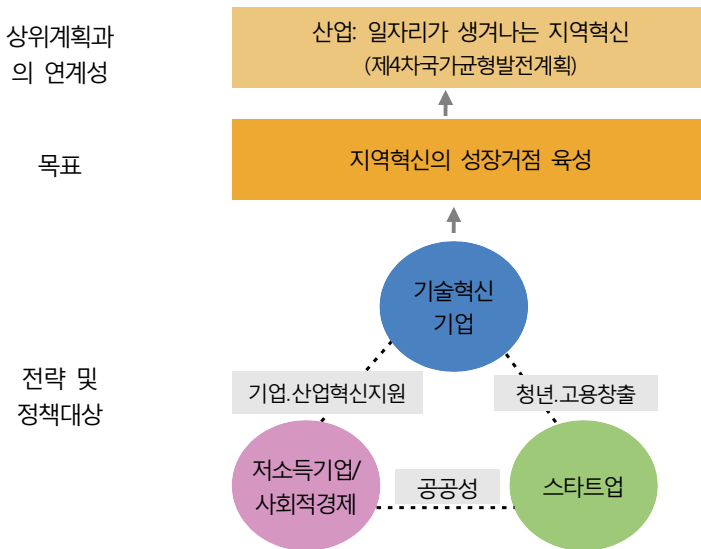 상위계획과
의 연계성
산업: 일자리가 생겨나는 지역혁신
(제4차국가균형발전계획)
목표
지역혁신의 성장거점 육성
기술혁신
기업
전략 및
정책대상
기업.산업혁신지원
청년.고용창출
저소득기업/
사회적경제
공공성
스타트업